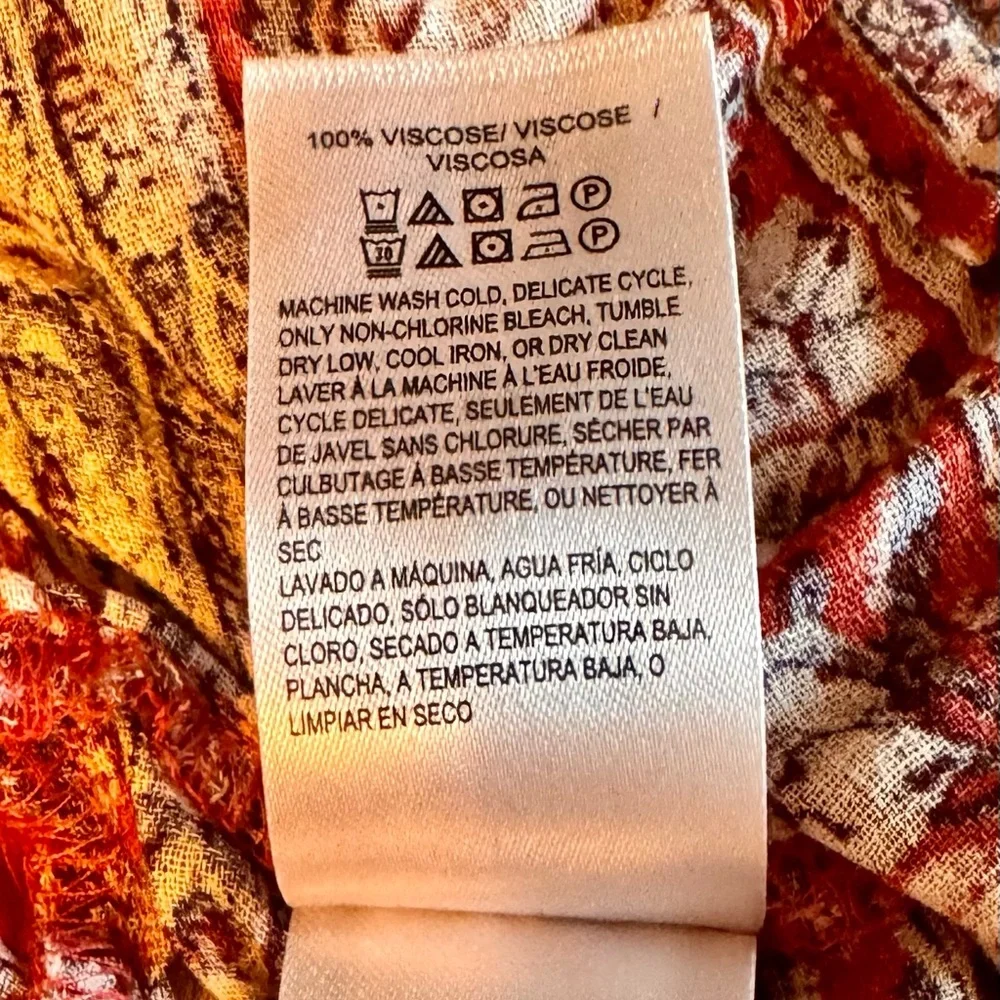 100% VISCOSE/ VISCOSE /
VISCOSA
P
30 P
MACHINE WASH COLD, DELICATE CYCLE,
ONLY NON-CHLORINE BLEACH, TUMBLE
DRY LOW, COOL IRON, OR DRY CLEAN
LAVER À LA MACHINE À L'EAU FROIDE,
CYCLE DELICATE, SEULEMENT DE L'EAU
DE JAVEL SANS CHLORURE, SÉCHER PAR
CULBUTAGE À BASSE TEMPÉRATURE, FER
À BASSE TEMPÉRATURE, OU NETTOYER À
SEC
LAVADO A MÁQUINA, AGUA FRÍA, CICLO
DELICADO, SÓLO BLANQUEADOR SIN
CLORO, SECADO A TEMPERATURA BAJA,
PLANCHA, A TEMPERATURA BAJA, O
LIMPIAR EN SECO